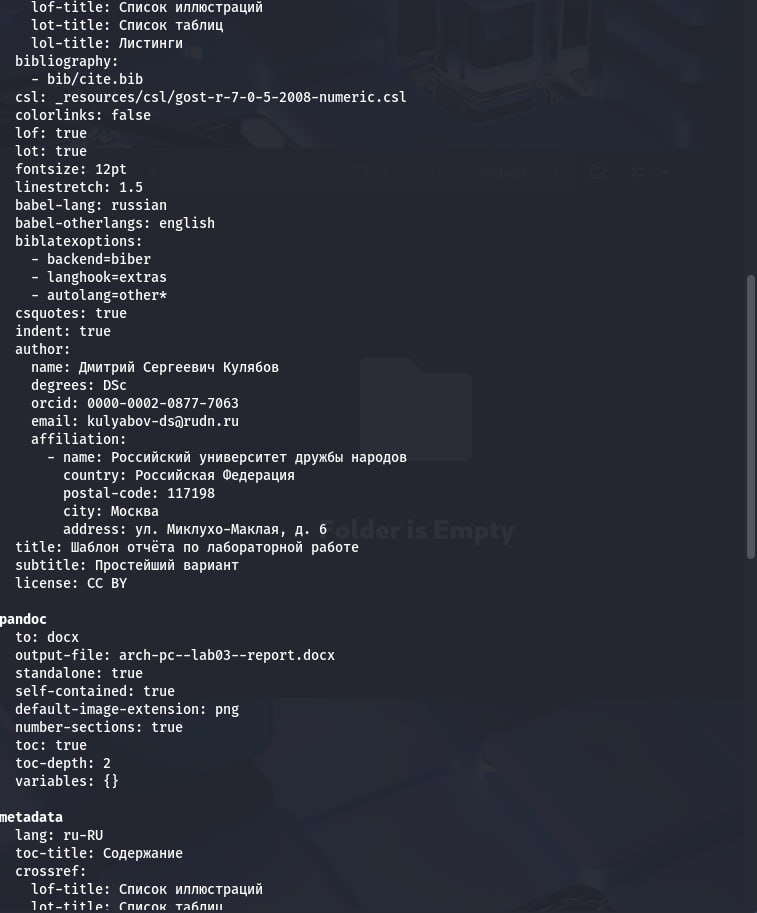 lof-title: Список иллюстраций
lot-title: Список таблиц
lol-title: Листинги
bibliography:
- bib/cite.bib
csl: _resources/csl/gost-r-7-0-5-2008-numeric.csl
colorlinks: false
lof: true
lot: true
fontsize: 12pt
linestretch: 1.5
babel-lang: russian
babel-otherlangs: english
biblatexoptions:
- backend=biber
- langhook=extras
- autolang=other*
csquotes: true
indent: true
author:
name: Дмитрий Сергеевич Кулябов
degrees: DSc
orcid: 0000-0002-0877-7063
email: kulyabov-ds@rudn.ru
affiliation:
- name: Российский университет дружбы народов
country: Российская Федерация
postal-code: 117198
city: Москва
address: ул. Миклухо-Маклая, д. 6
Folder is Empty
title: Шаблон отчёта по лабораторной работе
subtitle: Простейший вариант
license: CC BY
pandoc
to: docx
output-file: arch-pc--lab03--report.docx
standalone: true
self-contained: true
default-image-extension: png
number-sections: true
toc: true
toc-depth: 2
variables: {}
metadata
lang: ru-RU
toc-title: Содержание
crossref:
lof-title: Список иллюстраций
lot-title: Список таблиц